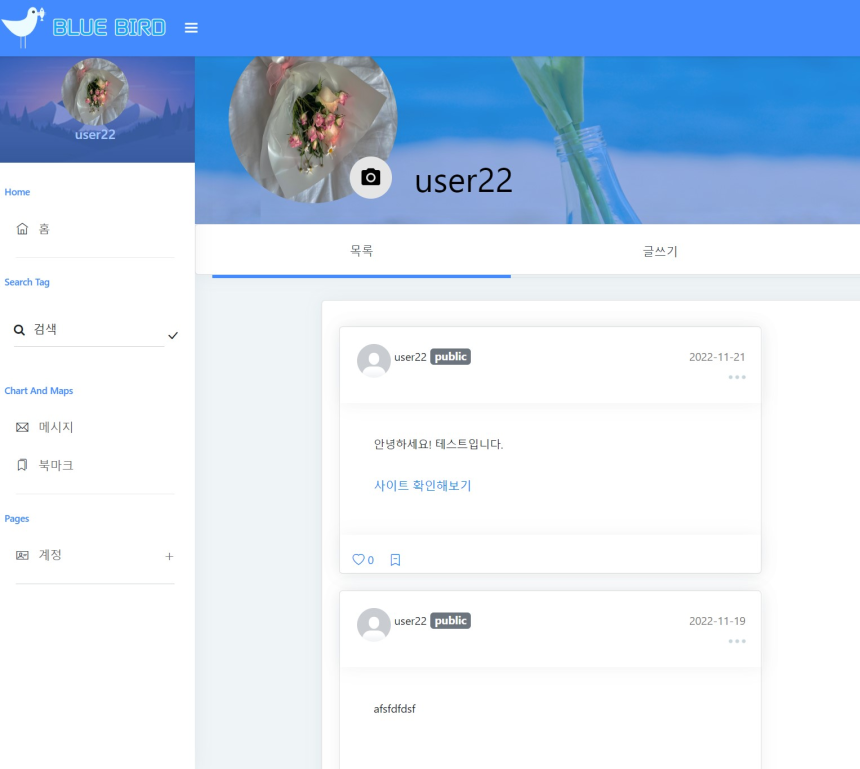 BLUE BIRD
user22
Home
홈
Search Tag
검색
Chart And Maps
메시지
북마크
Pages
계정
user22
목록
글쓰기
user22 public 2022-11-21
안녕하세요! 테스트입니다.
사이트 확인해보기
0
user22 public 2022-11-19
afsfdfdsf